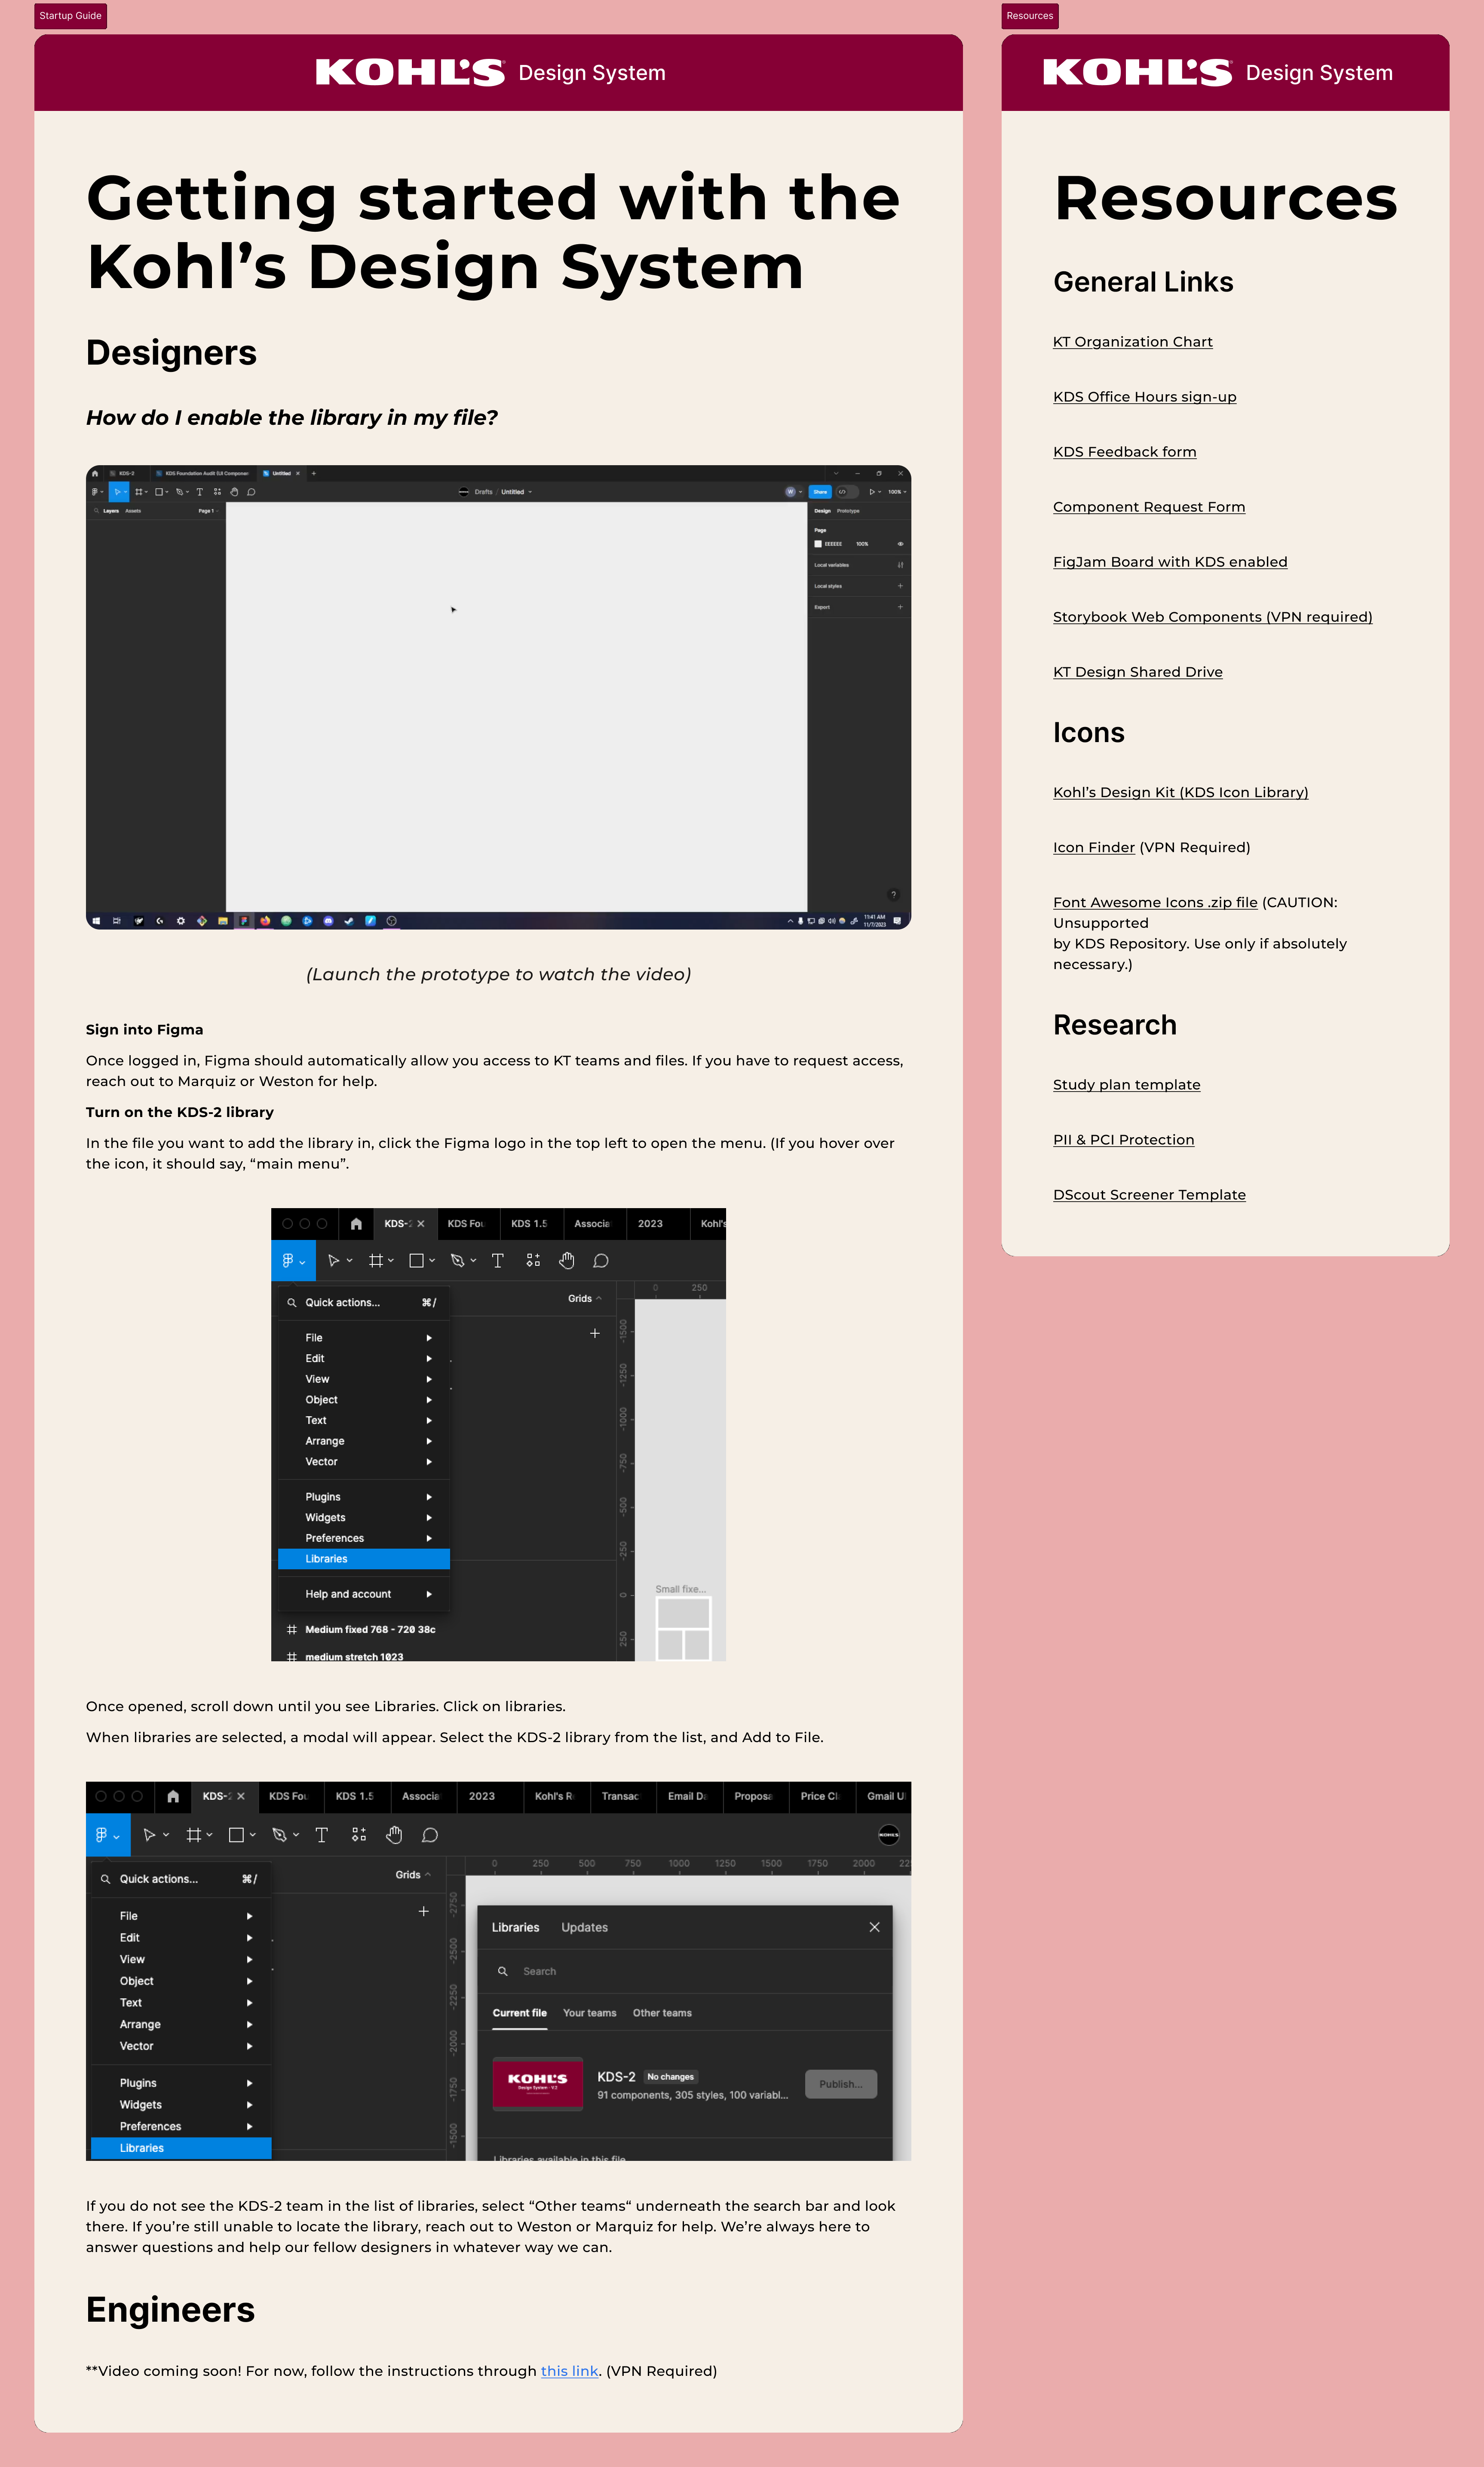 Startup Guide
KOHL'S Design System
Getting started with the
Kohl’s Design System
Designers
How do I enable the library in my file?
KDS-2
KDS Foundation Audit (UI Componen
Untitled
Drafts / Untitled
W
Share
100%
Layers Assets Page 1
Design Prototype
Page
EEEEEE 100%
Local variables
Local styles
Export
?
11:41 AM
11/7/2023
(Launch the prototype to watch the video)
Sign into Figma
Once logged in, Figma should automatically allow you access to KT teams and files. If you have to request access,
reach out to Marquiz or Weston for help.
Turn on the KDS-2 library
In the file you want to add the library in, click the Figma logo in the top left to open the menu. (If you hover over
the icon, it should say, “main menu”.
KDS-2 KDS Fou KDS 1.5 Associa 2023 Kohl's
Quick actions... ⌘/
Grids
0 250
File
Edit
View
Object
Text
Arrange
Vector
Plugins
Widgets
Preferences
Libraries
Help and account
Medium fixed 768 - 720 38c
medium stretch 1023
-1500
-1250
-1000
-750
-500
-250
0
250
Small fixe...
Once opened, scroll down until you see Libraries. Click on libraries.
When libraries are selected, a modal will appear. Select the KDS-2 library from the list, and Add to File.
KDS-2 KDS Fou KDS 1.5 Associa 2023 Kohl's R Transac Email D Proposa Price Cl Gmail U
KOHL'S
Quick actions... ⌘/
Grids
0 250 500 750 1000 1250 1500 1750 2000 22
File
Edit
View
Object
Text
Arrange
Vector
Plugins
Widgets
Preferences
Libraries
-2750
-2500
-2250
-2000
-1750
-1500
Libraries Updates
Search
Current file Your teams Other teams
KOHL'S
Design System - V.2
KDS-2 No changes
91 components, 305 styles, 100 variabl...
Publish...
Libraries available in this file
If you do not see the KDS-2 team in the list of libraries, select “Other teams“ underneath the search bar and look
there. If you’re still unable to locate the library, reach out to Weston or Marquiz for help. We’re always here to
answer questions and help our fellow designers in whatever way we can.
Engineers
**Video coming soon! For now, follow the instructions through this link. (VPN Required)
Resources
KOHL'S Design System
Resources
General Links
KT Organization Chart
KDS Office Hours sign-up
KDS Feedback form
Component Request Form
FigJam Board with KDS enabled
Storybook Web Components (VPN required)
KT Design Shared Drive
Icons
Kohl’s Design Kit (KDS Icon Library)
Icon Finder (VPN Required)
Font Awesome Icons .zip file (CAUTION:
Unsupported
by KDS Repository. Use only if absolutely
necessary.)
Research
Study plan template
PII & PCI Protection
DScout Screener Template